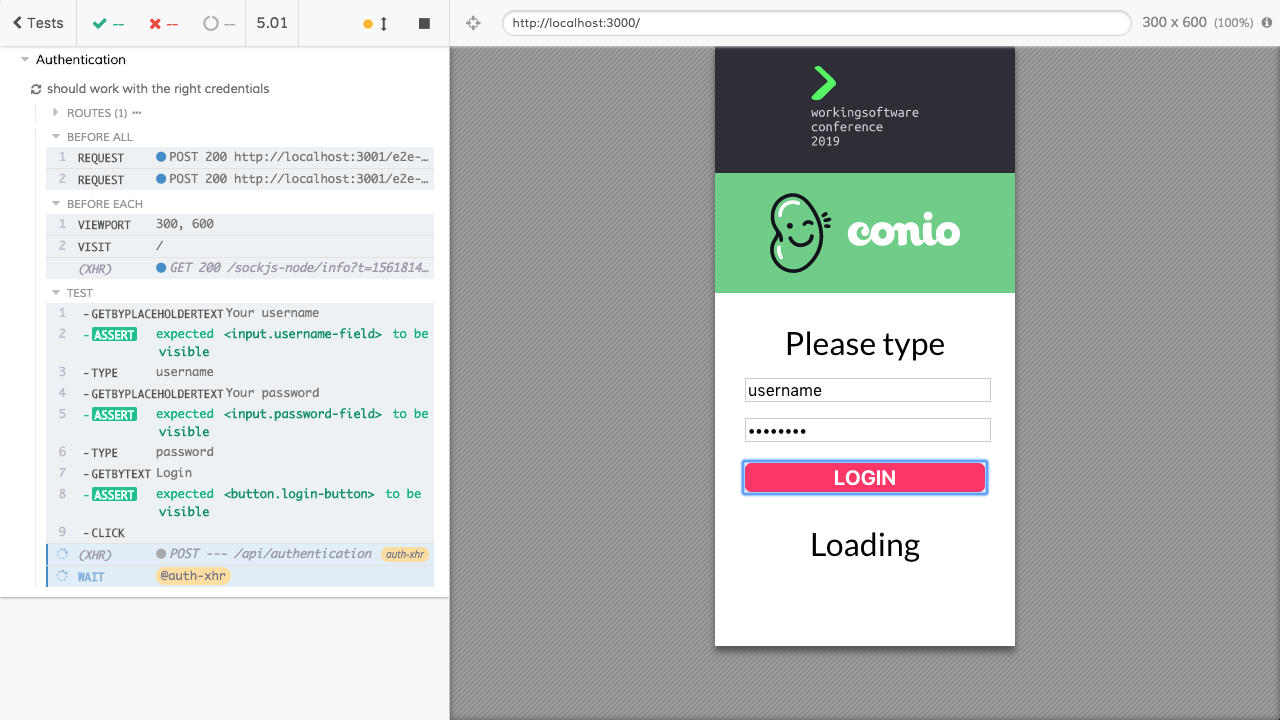 Tests -- -- -- 5.01
http://localhost:3000/ 300 x 600 (100%)
Authentication
should work with the right credentials
ROUTES (1)
BEFORE ALL
1 REQUEST POST 200 http://localhost:3001/e2e-…
2 REQUEST POST 200 http://localhost:3001/e2e-…
BEFORE EACH
1 VIEWPORT 300, 600
2 VISIT /
(XHR) GET 200 /sockjs-node/info?t=1561814…
TEST
1 -GETBYPLACEHOLDERTEXT Your username
2 -ASSERT expected <input.username-field> to be
visible
3 -TYPE username
4 -GETBYPLACEHOLDERTEXT Your password
5 -ASSERT expected <input.password-field> to be
visible
6 -TYPE password
7 -GETBYTEXT Login
8 -ASSERT expected <button.login-button> to be
visible
9 -CLICK
(XHR) POST --- /api/authentication auth-xhr
WAIT @auth-xhr
workingsoftware
conference
2019
conio
Please type
username
••••••••
LOGIN
Loading